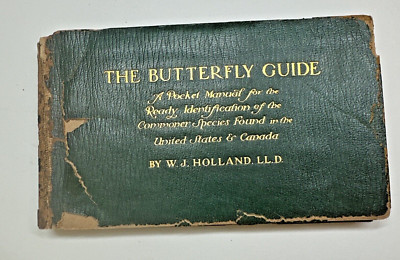 THE BUTTERFLY GUIDE
A Pocket Manual for the
Ready Identification of the
Commoner Species Found in the
United States & Canada
BY W. J. HOLLAND, LL.D.